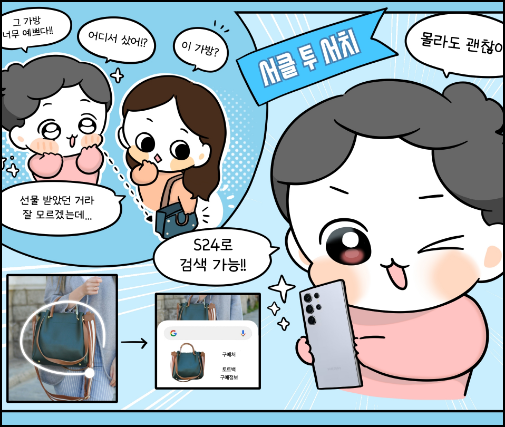 그 가방
너무 예쁘다!!
어디서 샀어!?
이 가방?
선물 받았던 거라
잘 모르겠는데...
서클 투 서치
몰라도 괜찮아
S24로
검색 가능!!
G
구매처
토트백
구매정보